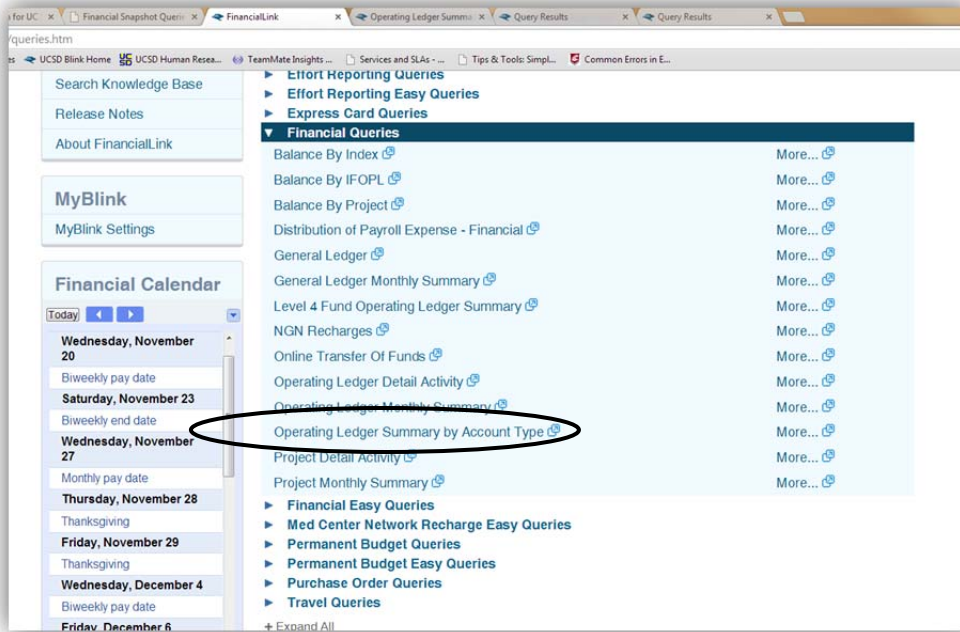 for UC
Financial Snapshot Querie
FinancialLink
Operating Ledger Summa
Query Results
Query Results
/queries.htm
UCSD Blink Home
UCSD Human Resea...
TeamMate Insights ...
Services and SLAs - ...
Tips & Tools: Simpl...
Common Errors in E...
Search Knowledge Base
Release Notes
About FinancialLink
MyBlink
MyBlink Settings
Financial Calendar
Today
Wednesday, November
20
Biweekly pay date
Saturday, November 23
Biweekly end date
Wednesday, November
27
Monthly pay date
Thursday, November 28
Thanksgiving
Friday, November 29
Thanksgiving
Wednesday, December 4
Biweekly pay date
Friday, December 6
Effort Reporting Queries
Effort Reporting Easy Queries
Express Card Queries
Financial Queries
Balance By Index More...
Balance By IFOPL More...
Balance By Project More...
Distribution of Payroll Expense - Financial More...
General Ledger More...
General Ledger Monthly Summary More...
Level 4 Fund Operating Ledger Summary More...
NGN Recharges More...
Online Transfer Of Funds More...
Operating Ledger Detail Activity More...
Operating Ledger Monthly Summary More...
Operating Ledger Summary by Account Type More...
Project Detail Activity More...
Project Monthly Summary More...
Financial Easy Queries
Med Center Network Recharge Easy Queries
Permanent Budget Queries
Permanent Budget Easy Queries
Purchase Order Queries
Travel Queries
+ Expand All